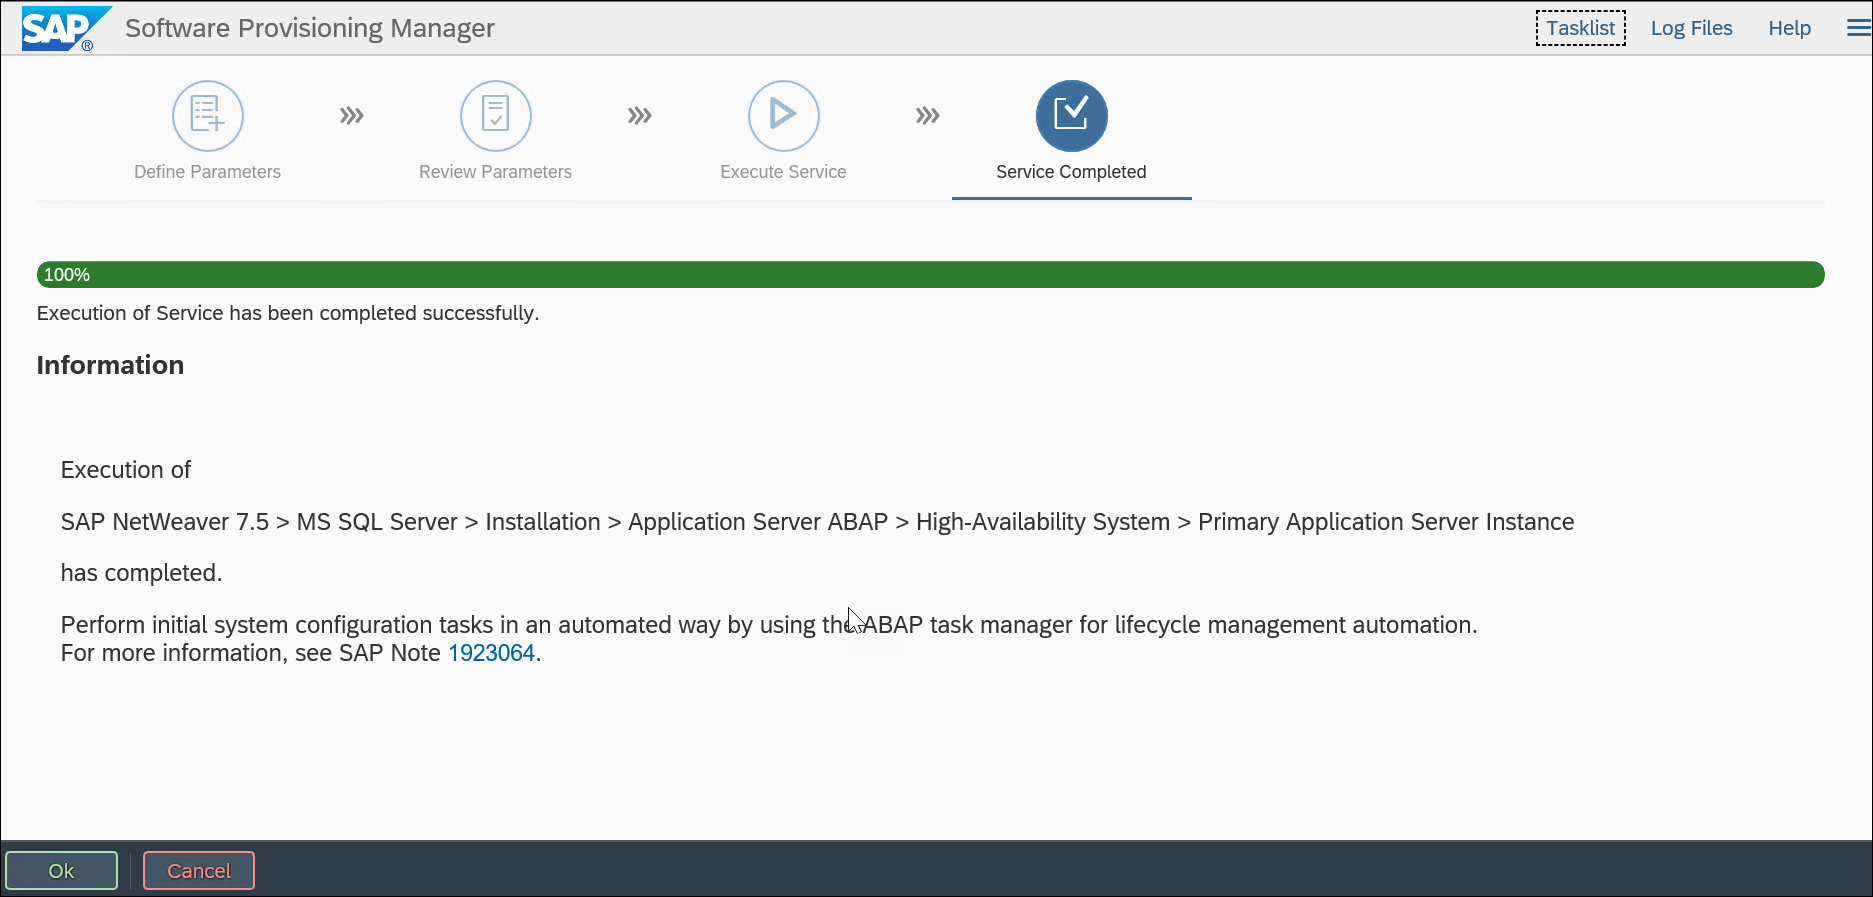 SAP ® Software Provisioning Manager Tasklist Log Files Help
Define Parameters Review Parameters Execute Service Service Completed
100%
Execution of Service has been completed successfully.
Information
Execution of
SAP NetWeaver 7.5 > MS SQL Server > Installation > Application Server ABAP > High-Availability System > Primary Application Server Instance
has completed.
Perform initial system configuration tasks in an automated way by using the ABAP task manager for lifecycle management automation.
For more information, see SAP Note 1923064.
Ok Cancel